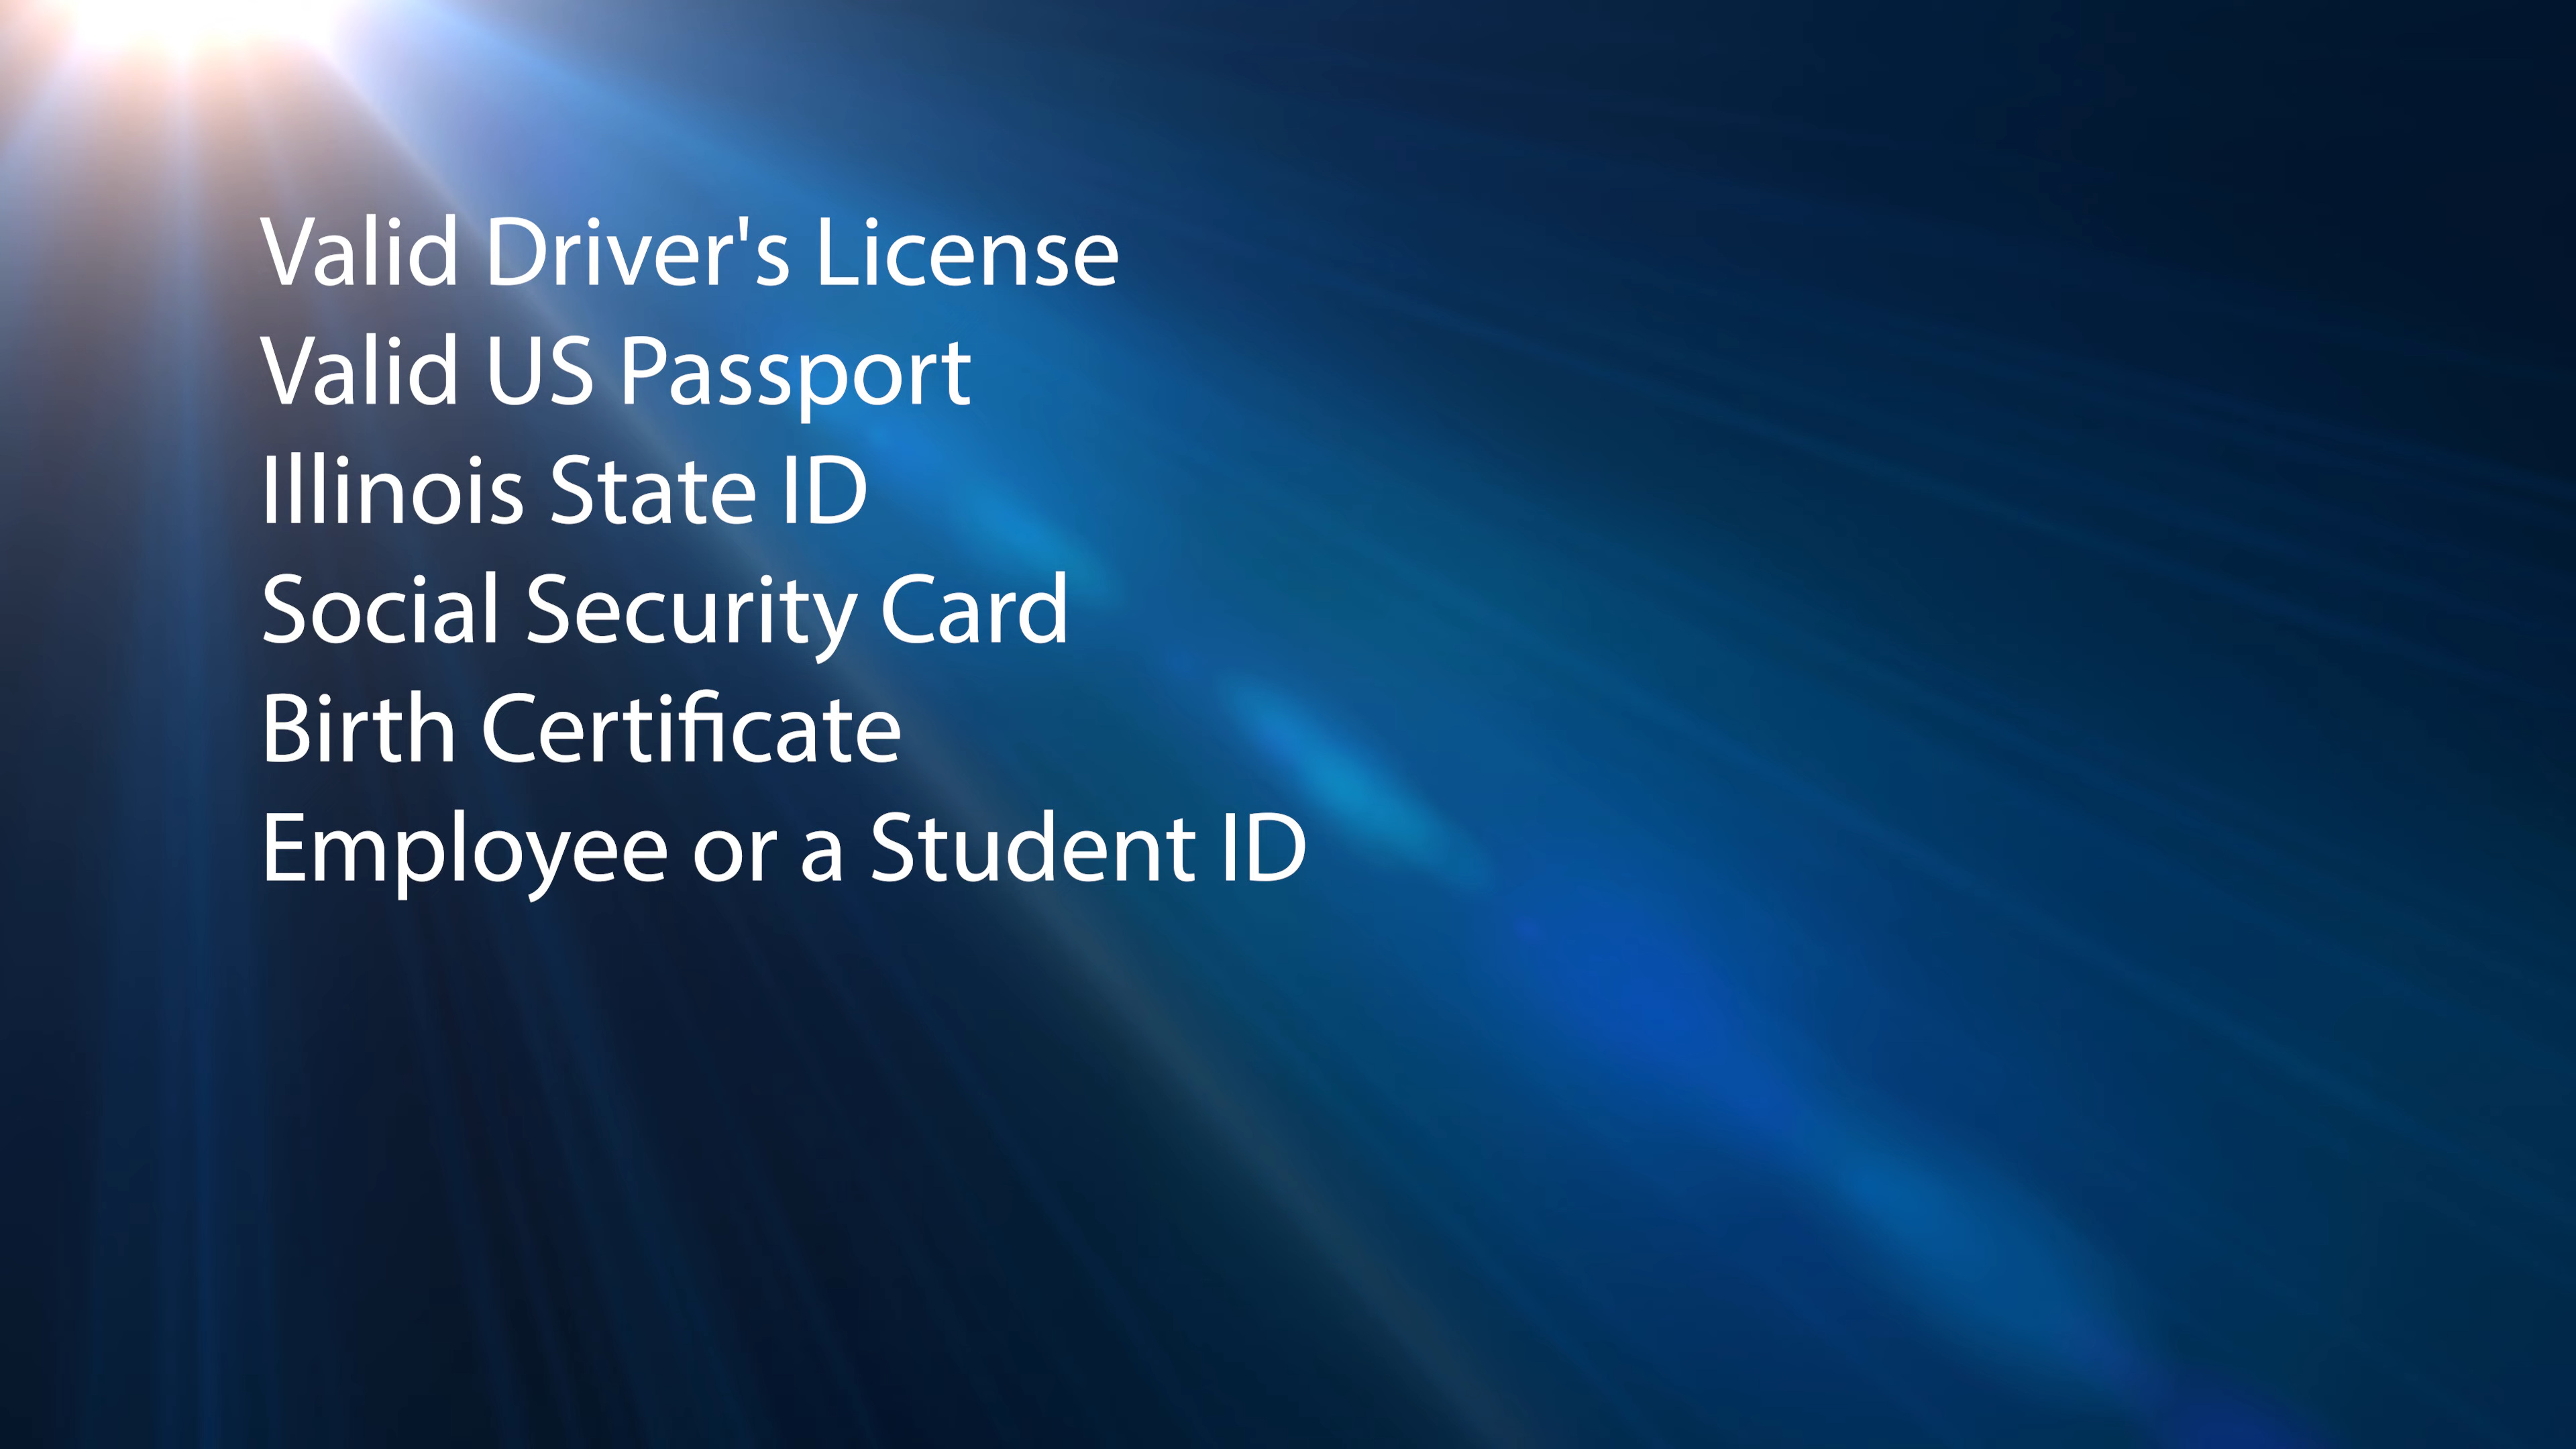 Valid Driver's License
Valid US Passport
Illinois State ID
Social Security Card
Birth Certificate
Employee or a Student ID